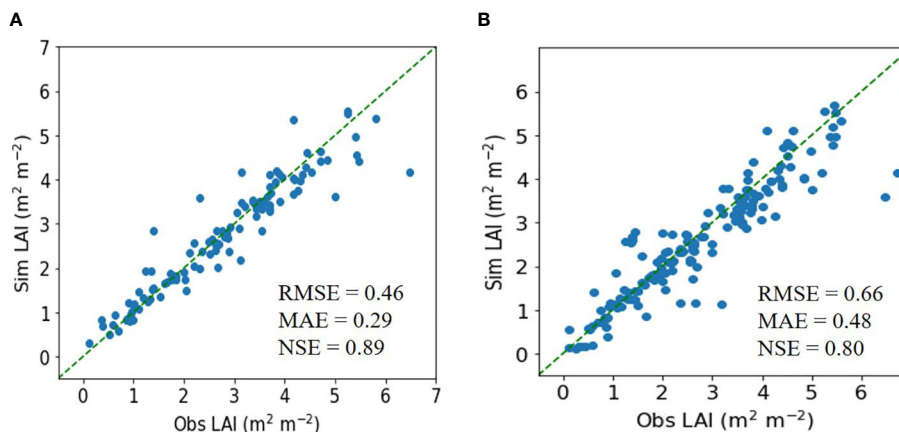 A
7
6
5
4
3
2
1
0
Sim LAI (m² m⁻²)
RMSE = 0.46
MAE = 0.29
NSE = 0.89
0 1 2 3 4 5 6 7
Obs LAI (m² m⁻²)
B
6
5
4
3
2
1
0
Sim LAI (m² m⁻²)
RMSE = 0.66
MAE = 0.48
NSE = 0.80
0 1 2 3 4 5 6
Obs LAI (m² m⁻²)